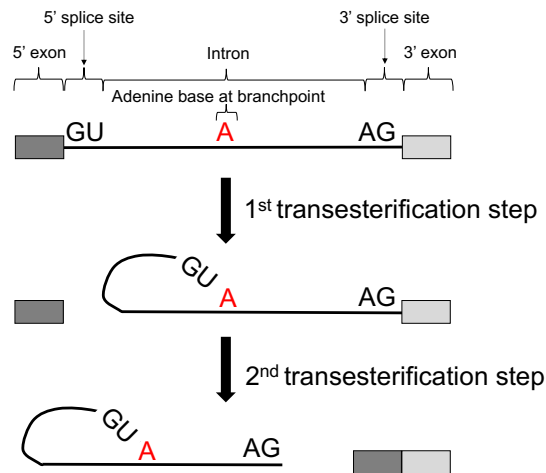 5' splice site
3' splice site
5' exon
Intron
3' exon
Adenine base at branchpoint
GU
A
AG
1st transesterification step
GU
A
AG
2nd transesterification step
GU
A
AG